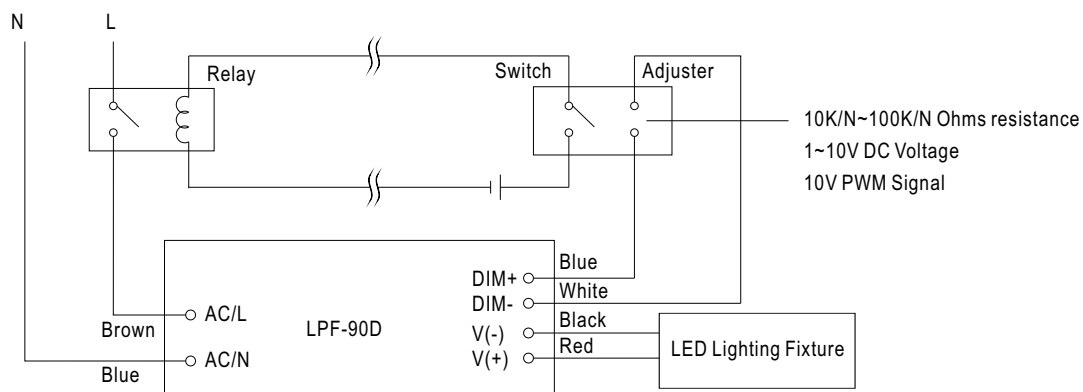 N
L
Relay
Switch
Adjuster
10K/N~100K/N Ohms resistance
1~10V DC Voltage
10V PWM Signal
Blue
DIM+
White
DIM-
Black
V(-)
Red
V(+)
AC/L
Brown
LPF-90D
AC/N
Blue
LED Lighting Fixture